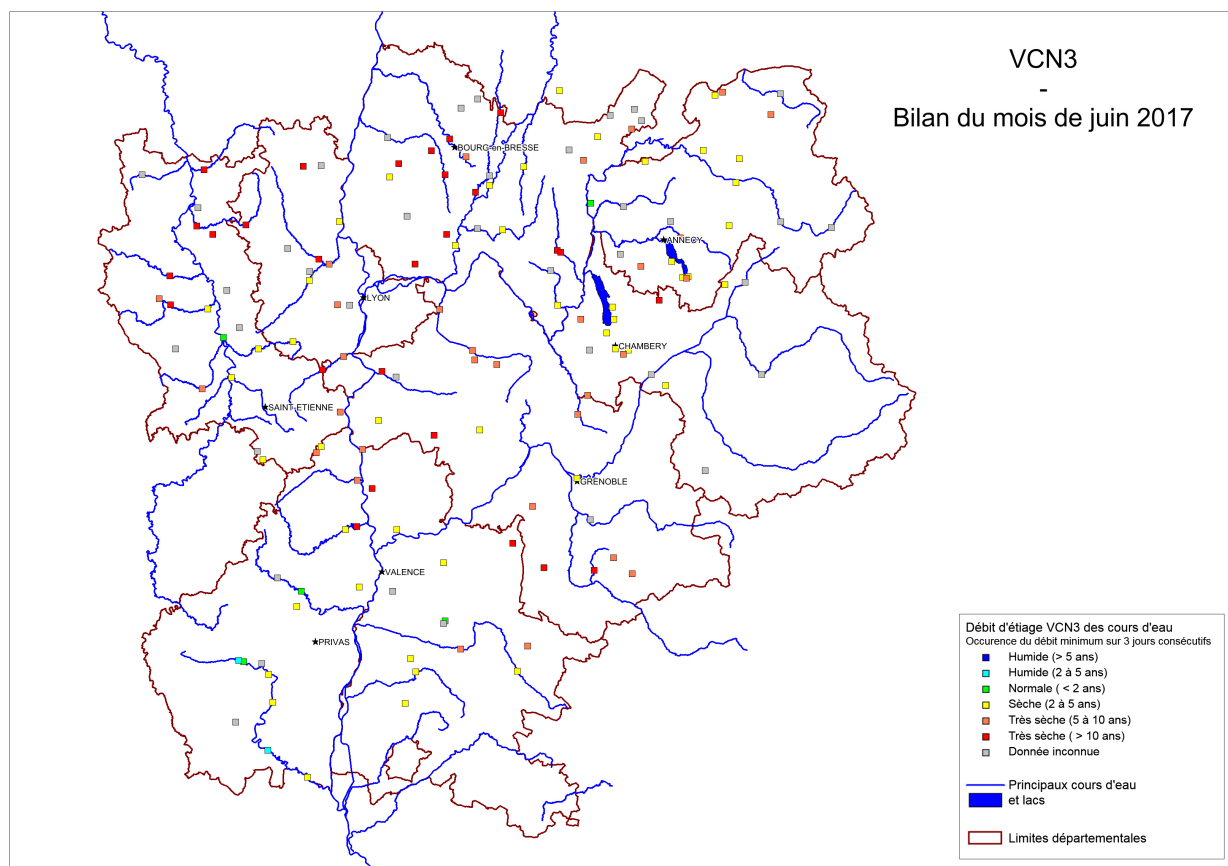 VCN3
-
Bilan du mois de juin 2017
BOURG-en-BRESSE
ANNECY
LYON
CHAMBERY
SAINT-ETIENNE
GRENOBLE
VALENCE
PRIVAS
Débit d'étiage VCN3 des cours d'eau
Occurence du débit minimum sur 3 jours consécutifs
Humide (> 5 ans)
Humide (2 à 5 ans)
Normale ( < 2 ans)
Sèche (2 à 5 ans)
Très sèche (5 à 10 ans)
Très sèche ( > 10 ans)
Donnée inconnue
Principaux cours d'eau
et lacs
Limites départementales